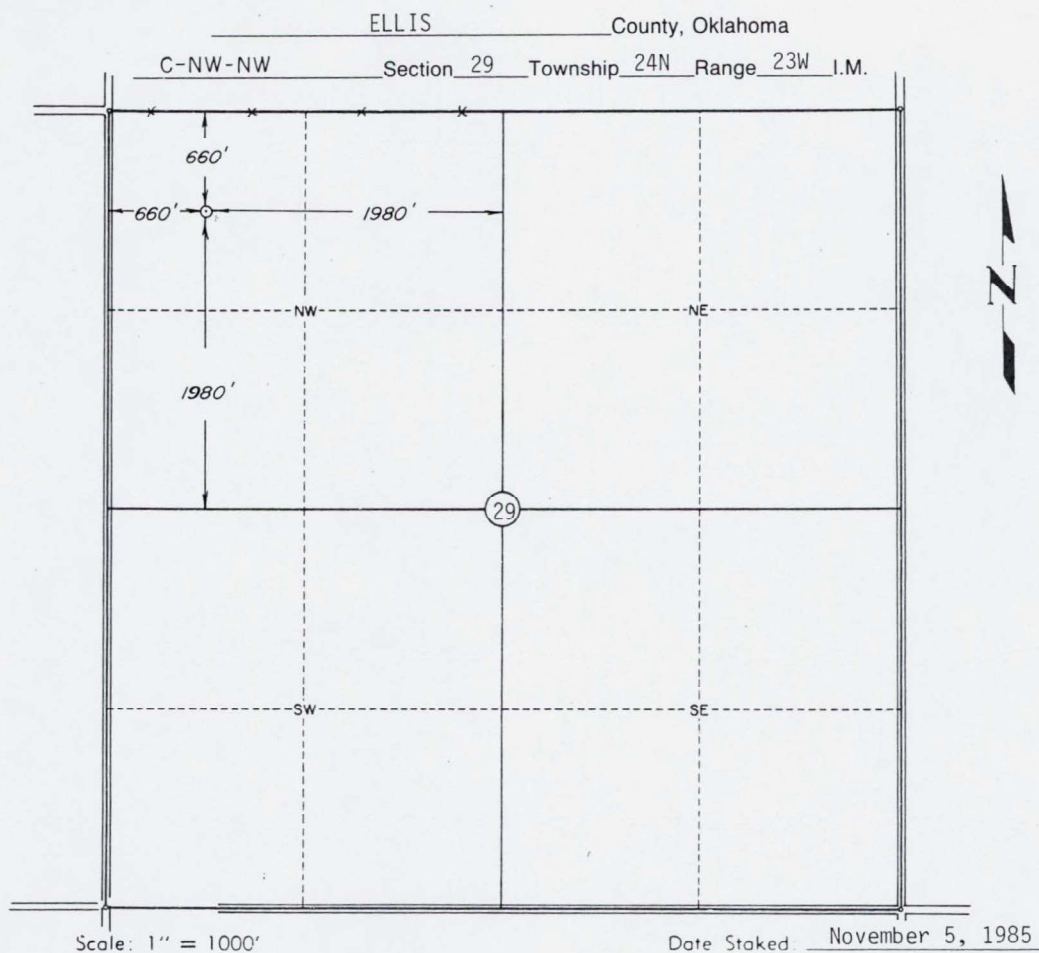 ELLIS County, Oklahoma
C-NW-NW Section 29 Township 24N Range 23W I.M.
660'
660' 1980'
NW NE
N
1980'
29
SW SE
Scale: 1" = 1000' Date Staked: November 5, 1985